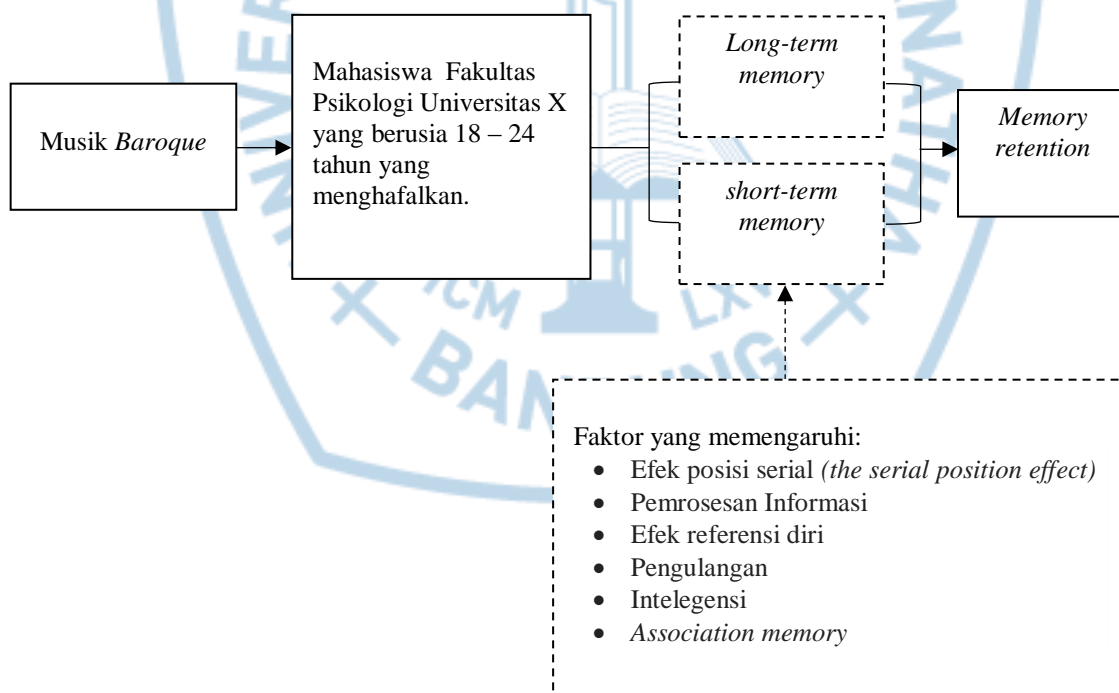 Musik Baroque
Mahasiswa Fakultas
Psikologi Universitas X
yang berusia 18 – 24
tahun yang
menghafalkan.
Long-term
memory
short-term
memory
Memory
retention
Faktor yang memengaruhi:
• Efek posisi serial (the serial position effect)
• Pemrosesan Informasi
• Efek referensi diri
• Pengulangan
• Intelegensi
• Association memory
BANDUNG